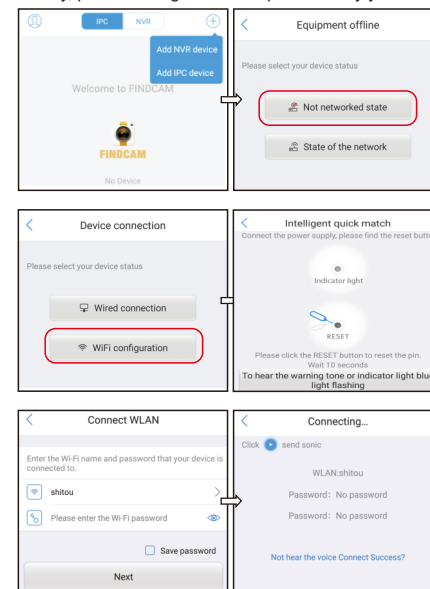 IPC NVR
Add NVR device
Add IPC device
Welcome to FINDCAM
FINDCAM
No Device
Equipment offline
Please select your device status
Not networked state
State of the network
Device connection
Please select your device status
Wired connection
WiFi configuration
Intelligent quick match
Connect the power supply, please find the reset butto
Indicator light
RESET
Please click the RESET button to reset the pin.
Wait 10 seconds
To hear the warning tone or indicator light blue
light flashing
Connect WLAN
Enter the Wi-Fi name and password that your device is
connected to.
shitou
Please enter the Wi-Fi password
Save password
Next
Connecting...
Click send sonic
WLAN:shitou
Password: No password
Password: No password
Not hear the voice Connect Success?